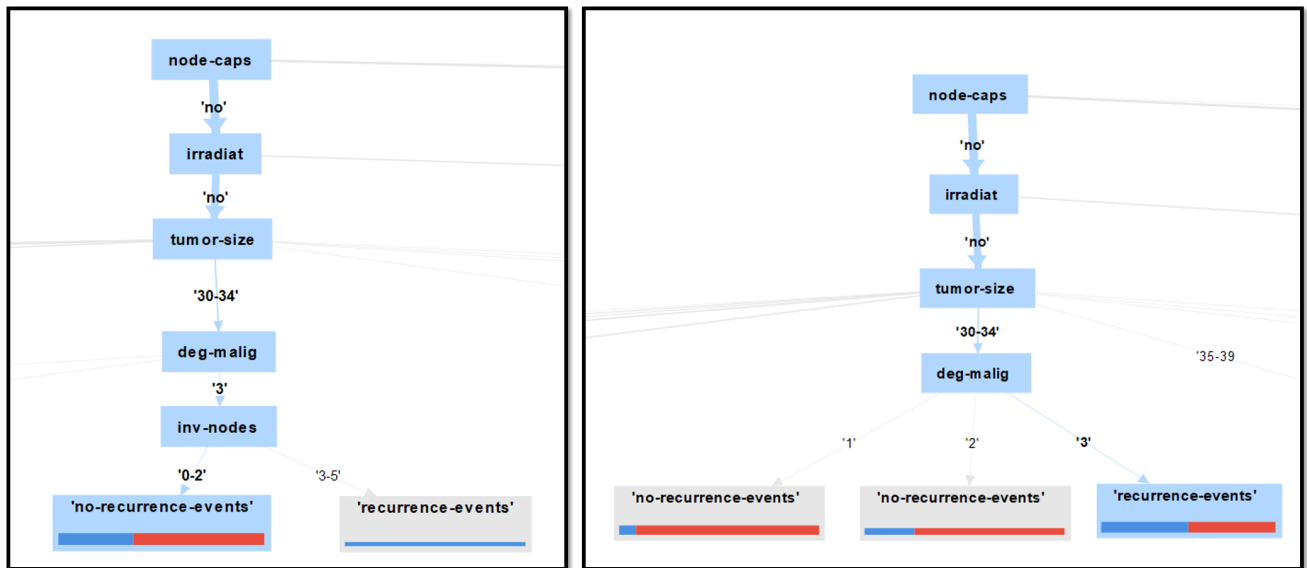 node-caps
'no'
irradiat
'no'
tumor-size
'30-34'
deg-malig
'3'
inv-nodes
'0-2'
'3-5'
'no-recurrence-events'
'recurrence-events'
node-caps
'no'
irradiat
'no'
tumor-size
'30-34'
'35-39
deg-malig
'1'
'2'
'3'
'no-recurrence-events'
'no-recurrence-events'
'recurrence-events'